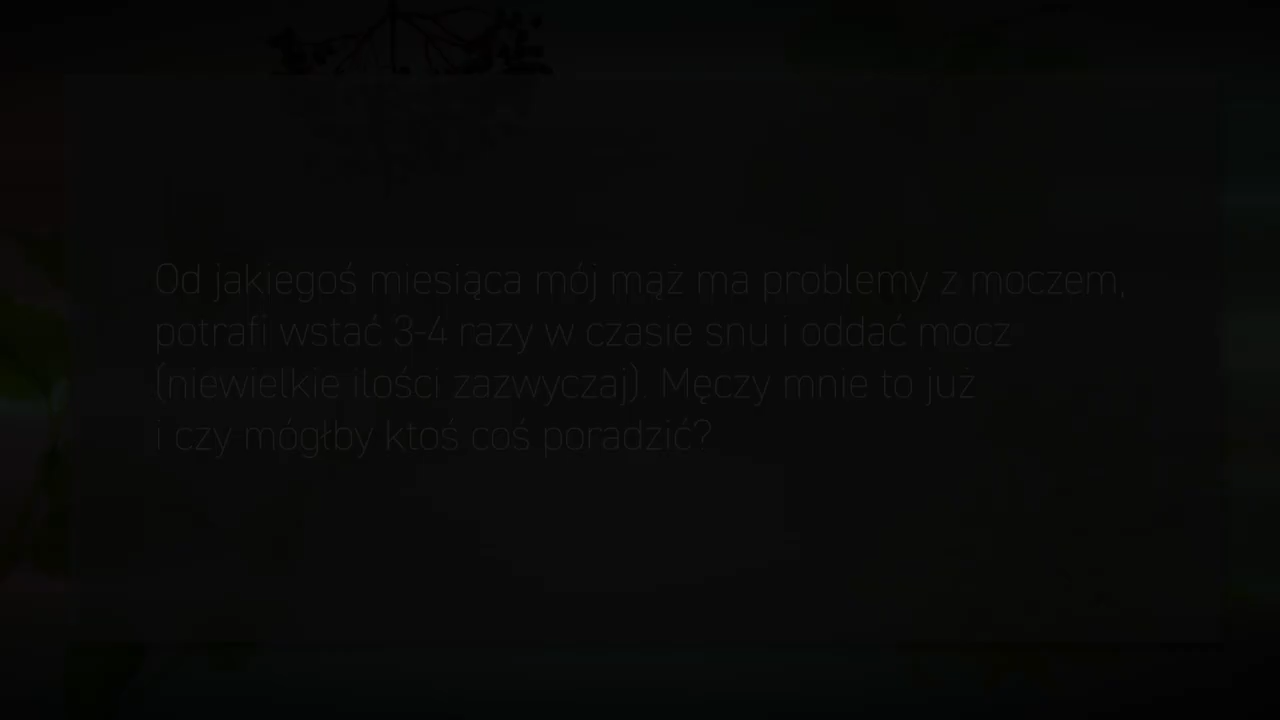 Od jakiegoś miesiąca mój mąż ma problemy z moczem,
potrafi wstać 3-4 razy w czasie snu i oddać mocz
(niewielkie ilości zazwyczaj). Męczy mnie to już
i czy mógłby ktoś coś poradzić?